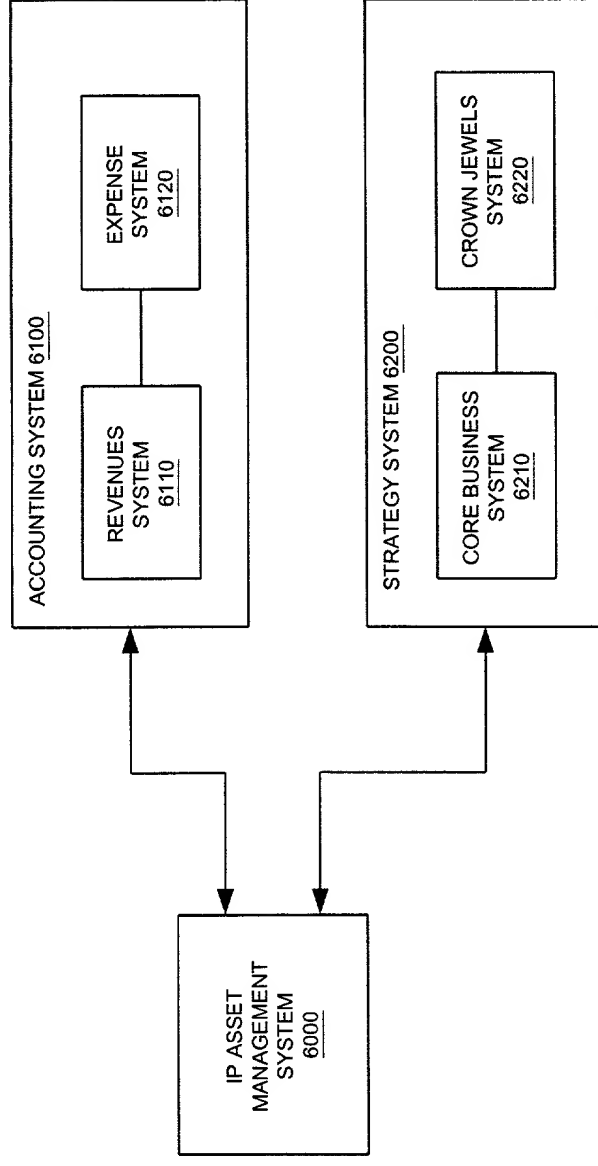 ACCOUNTING SYSTEM 6100
REVENUES
SYSTEM
6110
EXPENSE
SYSTEM
6120
IP ASSET
MANAGEMENT
SYSTEM
6000
STRATEGY SYSTEM 6200
CORE BUSINESS
SYSTEM
6210
CROWN JEWELS
SYSTEM
6220